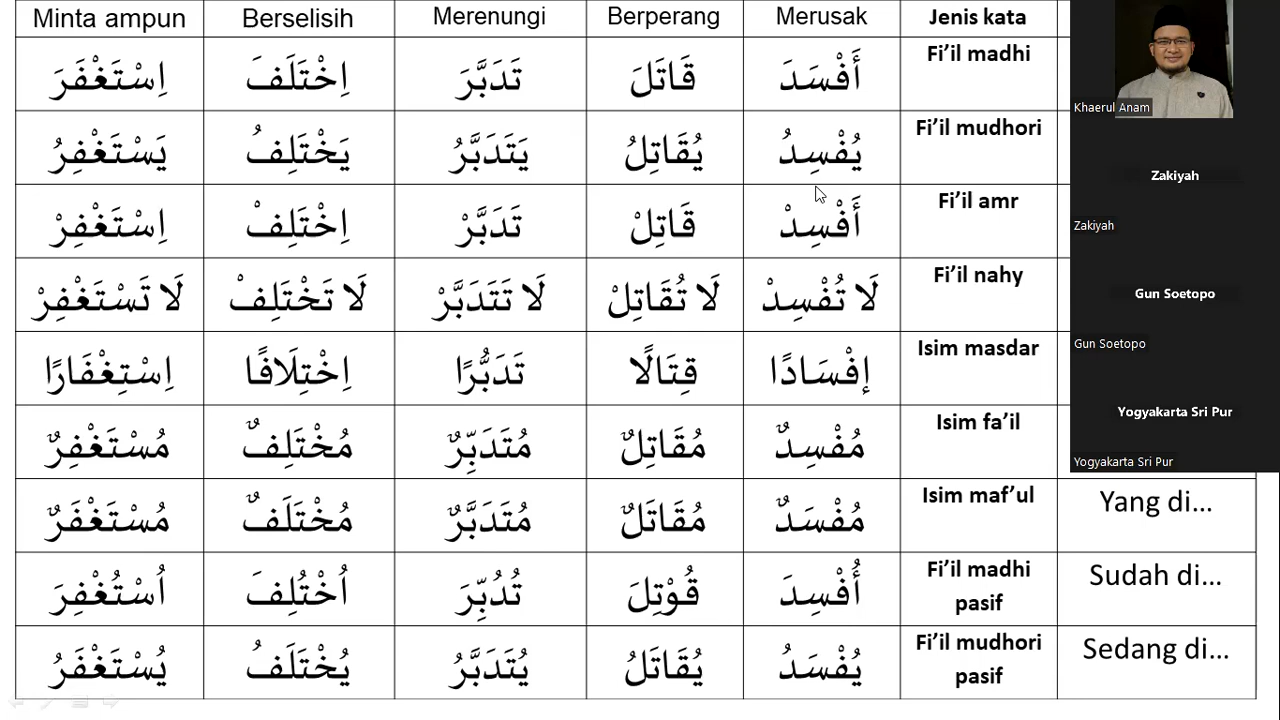 Minta ampun Berselisih Merenungi Berperang Merusak Jenis kata
اِسْتَغْفَرَ اِخْتَلَفَ تَدَبَّرَ قَاتَلَ أَفْسَدَ Fi’il madhi
يَسْتَغْفِرُ يَخْتَلِفُ يَتَدَبَّرُ يُقَاتِلُ يُفْسِدُ Fi’il mudhori
اِسْتَغْفِرْ اِخْتَلِفْ تَدَبَّرْ قَاتِلْ أَفْسِدْ Fi’il amr
لَا تَسْتَغْفِرْ لَا تَخْتَلِفْ لَا تَتَدَبَّرْ لَا تُقَاتِلْ لَا تُفْسِدْ Fi’il nahy
اِسْتِغْفَارًا اِخْتِلَافًا تَدَبُّرًا قِتَالًا إفْسَادًا Isim masdar
مُسْتَغْفِرٌ مُخْتَلِفٌ مُتَدَبِّرٌ مُقَاتِلٌ مُفْسِدٌ Isim fa’il
مُسْتَغْفَرٌ مُخْتَلَفٌ مُتَدَبَّرٌ مُقَاتَلٌ مُفْسَدٌ Isim maf’ul Yang di...
اُسْتُغْفِرَ اُخْتُلِفَ تُدُبِّرَ قُوْتِلَ أُفْسِدَ Fi’il madhi pasif Sudah di...
يُسْتَغْفَرُ يُخْتَلَفُ يُتَدَبَّرُ يُقَاتَلُ يُفْسَدُ Fi’il mudhori pasif Sedang di...
Khaerul Anam
Zakiyah
Zakiyah
Gun Soetopo
Gun Soetopo
Yogyakarta Sri Pur
Yogyakarta Sri Pur